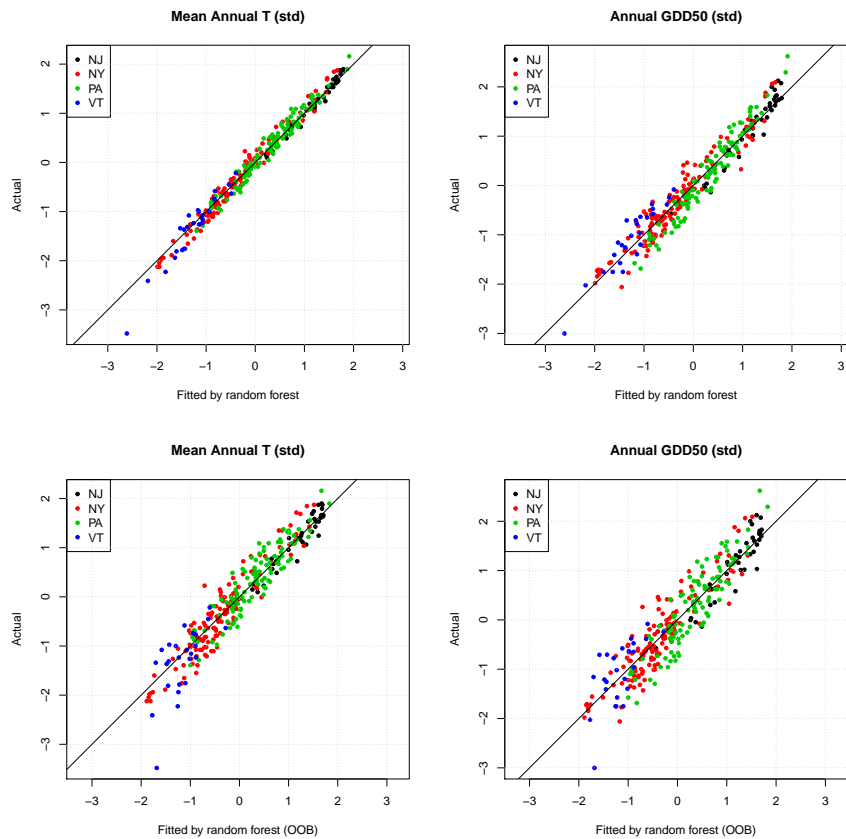 Mean Annual T (std)
NJ
NY
PA
VT
2
1
0
−1
−2
−3
Actual
−3 −2 −1 0 1 2 3
Fitted by random forest
Annual GDD50 (std)
NJ
NY
PA
VT
2
1
0
−1
−2
−3
Actual
−3 −2 −1 0 1 2 3
Fitted by random forest
Mean Annual T (std)
NJ
NY
PA
VT
2
1
0
−1
−2
−3
Actual
−3 −2 −1 0 1 2 3
Fitted by random forest (OOB)
Annual GDD50 (std)
NJ
NY
PA
VT
2
1
0
−1
−2
−3
Actual
−3 −2 −1 0 1 2 3
Fitted by random forest (OOB)